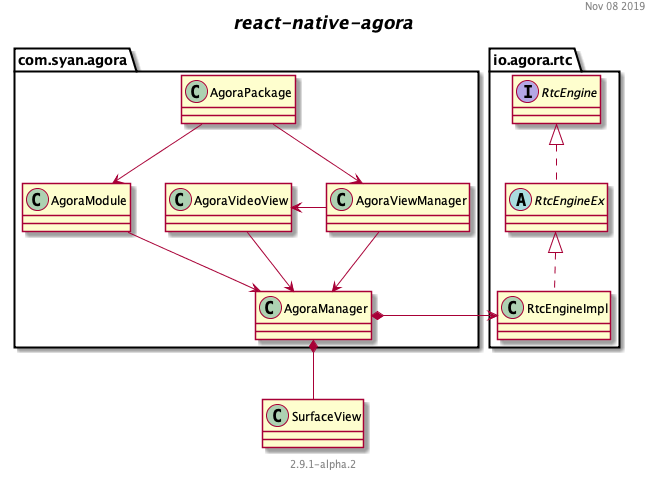 Nov 08 2019
react-native-agora
com.syan.agora
io.agora.rtc
C AgoraPackage
I RtcEngine
C AgoraModule
C AgoraVideoView
C AgoraViewManager
A RtcEngineEx
C AgoraManager
C RtcEngineImpl
C SurfaceView
2.9.1-alpha.2